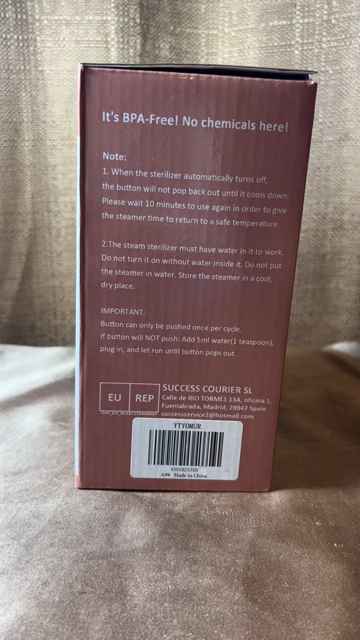 It's BPA-Free! No chemicals here!
Note:
1. When the sterilizer automatically turns off,
the button will not pop back out until it cools down.
Please wait 10 minutes to use again in order to give
the steamer time to return to a safe temperature.
2.The steam sterilizer must have water in it to work.
Do not turn it on without water inside it. Do not put
the steamer in water. Store the steamer in a cool,
dry place.
IMPORTANT:
Button can only be pushed once per cycle.
If button will NOT push: Add 5ml water(1 teaspoon),
plug in, and let run until button pops out.
EU REP
SUCCESS COURIER SL
Calle de RIO TORMES 13A, oficina 1,
Fuenlabrada, Madrid, 28947 Spain
successservice2@hotmail.com
YTYOMUR
A99 Made In China